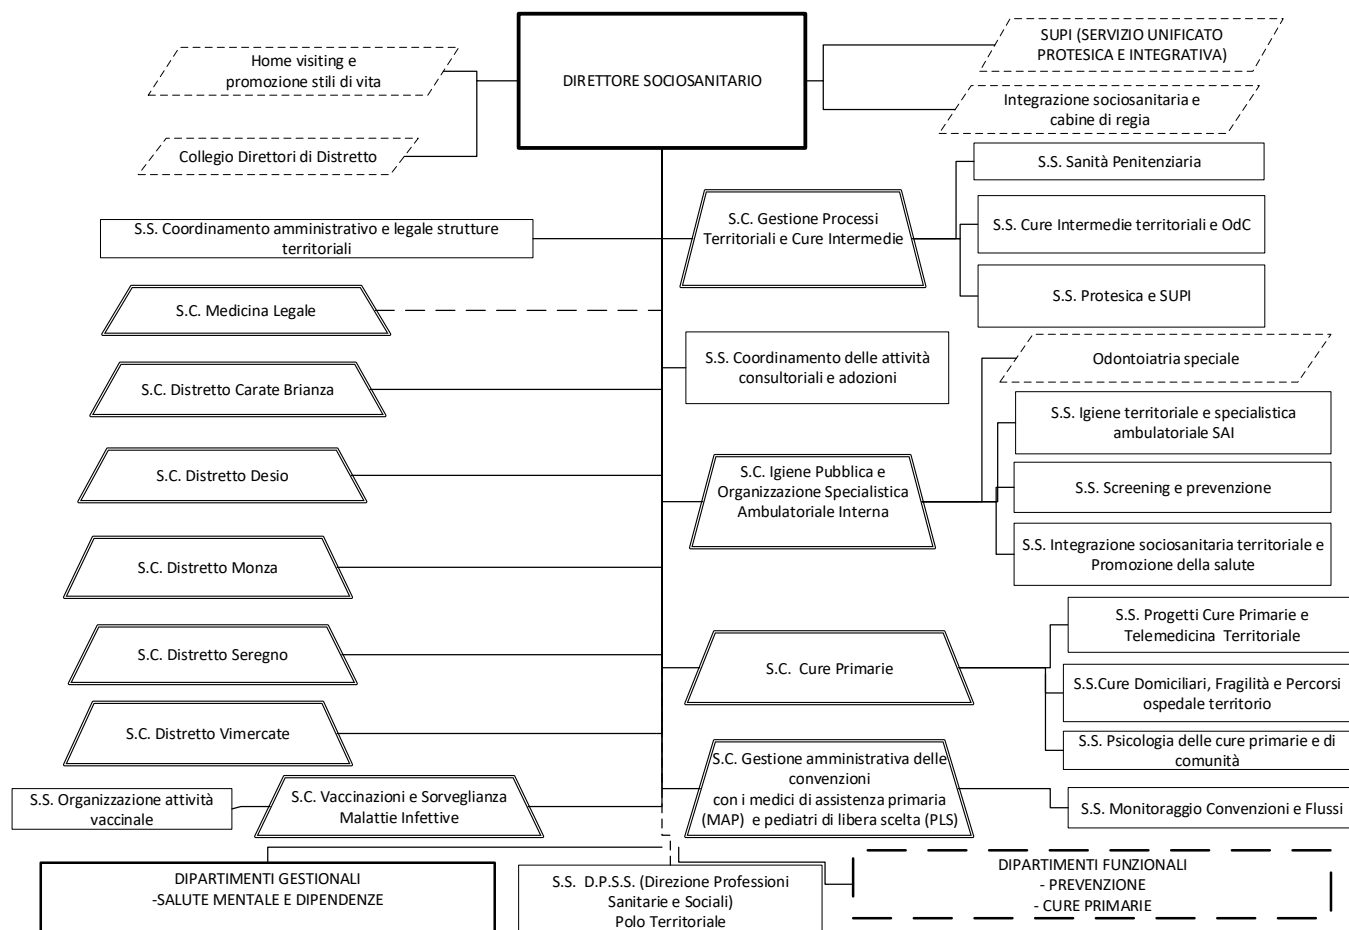 DIRETTORE SOCIOSANITARIO
Home visiting e
promozione stili di vita
Collegio Direttori di Distretto
SUPI (SERVIZIO UNIFICATO
PROTESICA E INTEGRATIVA)
Integrazione sociosanitaria e
cabine di regia
S.S. Coordinamento amministrativo e legale strutture
territoriali
S.C. Medicina Legale
S.C. Distretto Carate Brianza
S.C. Distretto Desio
S.C. Distretto Monza
S.C. Distretto Seregno
S.C. Distretto Vimercate
S.C. Vaccinazioni e Sorveglianza
Malattie Infettive
S.S. Organizzazione attività
vaccinale
S.C. Gestione Processi
Territoriali e Cure Intermedie
S.S. Sanità Penitenziaria
S.S. Cure Intermedie territoriali e OdC
S.S. Protesica e SUPI
S.S. Coordinamento delle attività
consultoriali e adozioni
S.C. Igiene Pubblica e
Organizzazione Specialistica
Ambulatoriale Interna
Odontoiatria speciale
S.S. Igiene territoriale e specialistica
ambulatoriale SAI
S.S. Screening e prevenzione
S.S. Integrazione sociosanitaria territoriale e
Promozione della salute
S.C.  Cure Primarie
S.S. Progetti Cure Primarie e
Telemedicina  Territoriale
S.S.Cure Domiciliari, Fragilità e Percorsi
ospedale territorio
S.S. Psicologia delle cure primarie e di
comunità
S.C. Gestione amministrativa delle
convenzioni
con i medici di assistenza primaria
(MAP)  e pediatri di libera scelta (PLS)
S.S. Monitoraggio Convenzioni e Flussi
DIPARTIMENTI GESTIONALI
-SALUTE MENTALE E DIPENDENZE
S.S.  D.P.S.S. (Direzione Professioni
Sanitarie e Sociali)
Polo Territoriale
DIPARTIMENTI FUNZIONALI
- PREVENZIONE
- CURE PRIMARIE